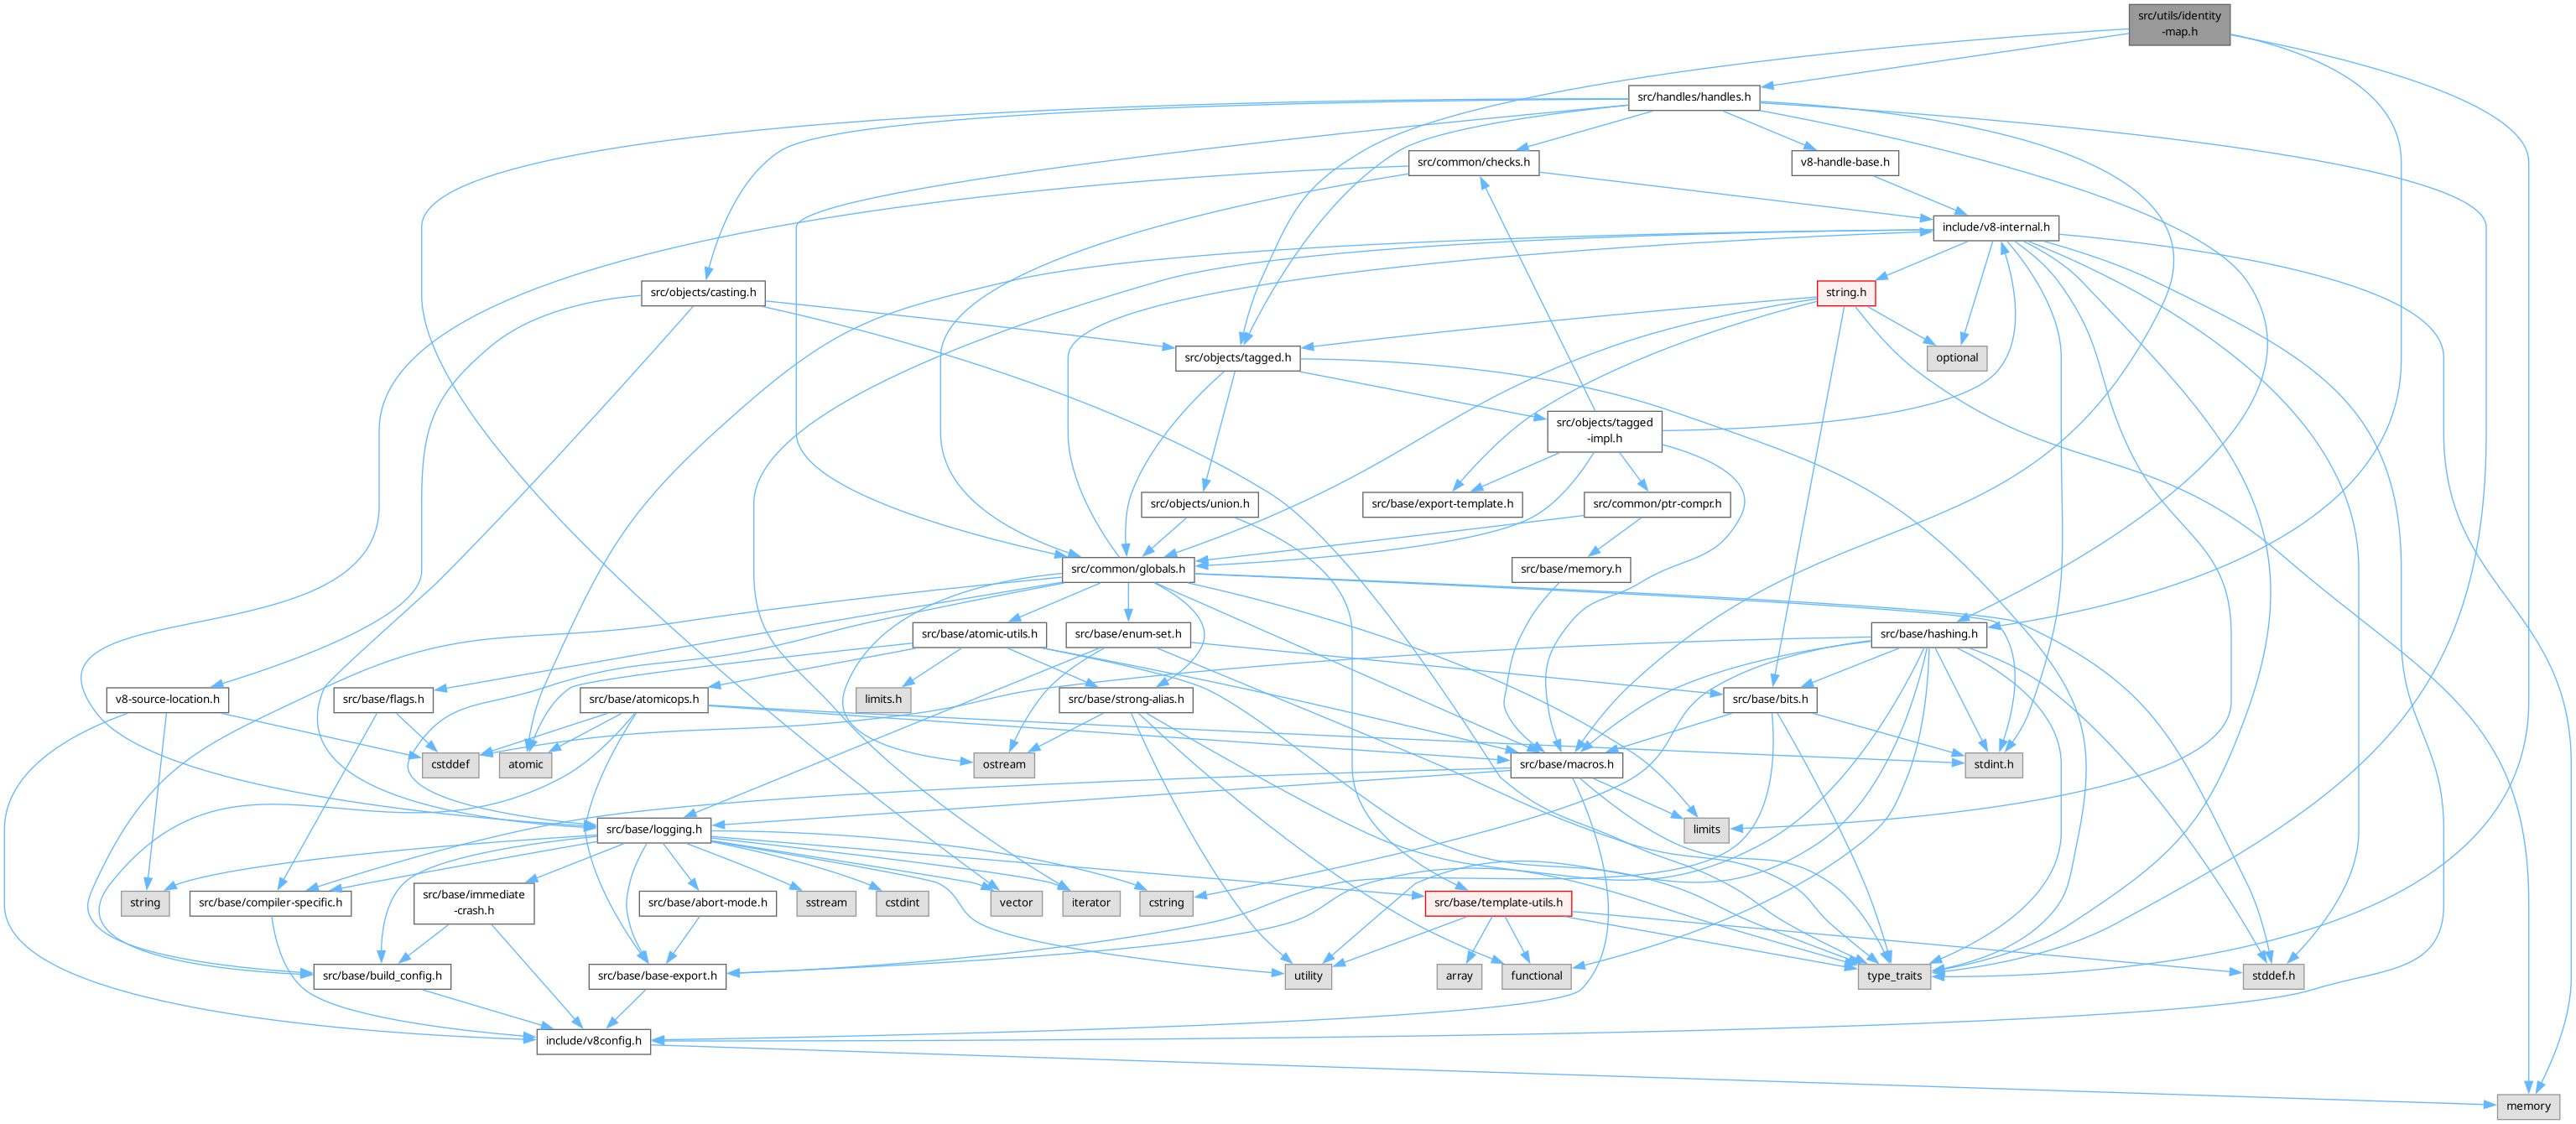 src/utils/identity
-map.h
src/handles/handles.h
src/common/checks.h
v8-handle-base.h
include/v8-internal.h
src/objects/casting.h
string.h
src/objects/tagged.h
optional
src/objects/tagged
-impl.h
src/objects/union.h
src/base/export-template.h
src/common/ptr-compr.h
src/common/globals.h
src/base/memory.h
src/base/atomic-utils.h
src/base/enum-set.h
src/base/hashing.h
v8-source-location.h
src/base/flags.h
src/base/atomicops.h
limits.h
src/base/strong-alias.h
src/base/bits.h
cstddef
atomic
ostream
src/base/macros.h
stdint.h
src/base/logging.h
limits
string
src/base/compiler-specific.h
src/base/immediate
-crash.h
src/base/abort-mode.h
sstream
cstdint
vector
iterator
cstring
src/base/template-utils.h
src/base/build_config.h
src/base/base-export.h
utility
array
functional
type_traits
stddef.h
include/v8config.h
memory